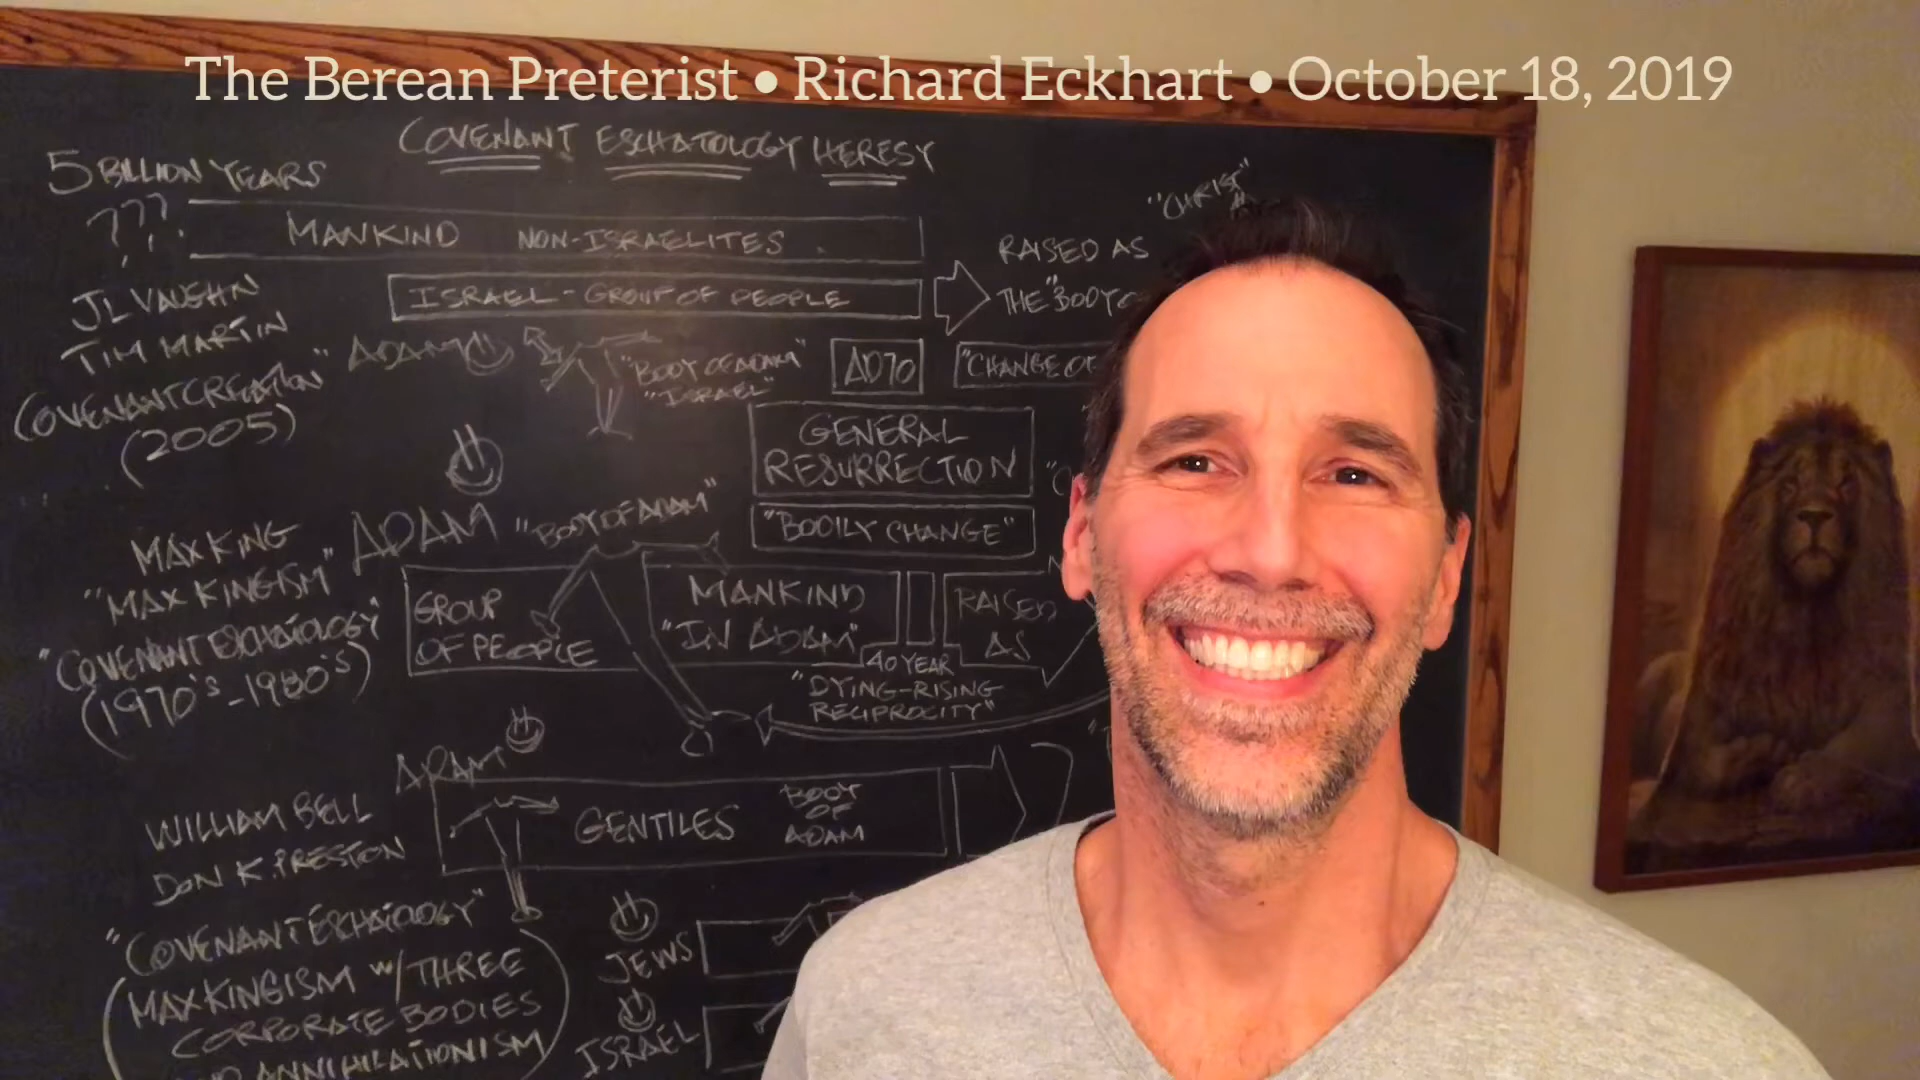 The Berean Preterist • Richard Eckhart • October 18, 2019
COVENANT ESCHATOLOGY HERESY
5 BILLION YEARS
???
MANKIND NON-ISRAELITES
ISRAEL - GROUP OF PEOPLE
"CHRIST"
RAISED AS
THE "BODY O
JL VAUGHN
TIM MARTIN
COVENANT CREATION"
(2005)
ADAM
"BODY OF ADAM"
"ISRAEL"
AD70
"CHANGE OF
GENERAL
RESURRECTION
"BODILY CHANGE"
MAX KING
"MAX KINGISM"
"COVENANT ESCHATOLOGY"
(1970's-1980's)
ADAM
"BODY OF ADAM"
GROUP
OF PEOPLE
MANKIND
"IN ADAM"
RAISED
AS
40 YEAR
"DYING-RISING
RECIPROCITY"
WILLIAM BELL
DON K. PRESTON
"COVENANT ESCHATOLOGY"
(MAX KINGISM w/ THREE
CORPORATE BODIES
ANNIHILATIONISM)
ADAM
GENTILES
BODY
OF
ADAM
JEWS
ISRAEL